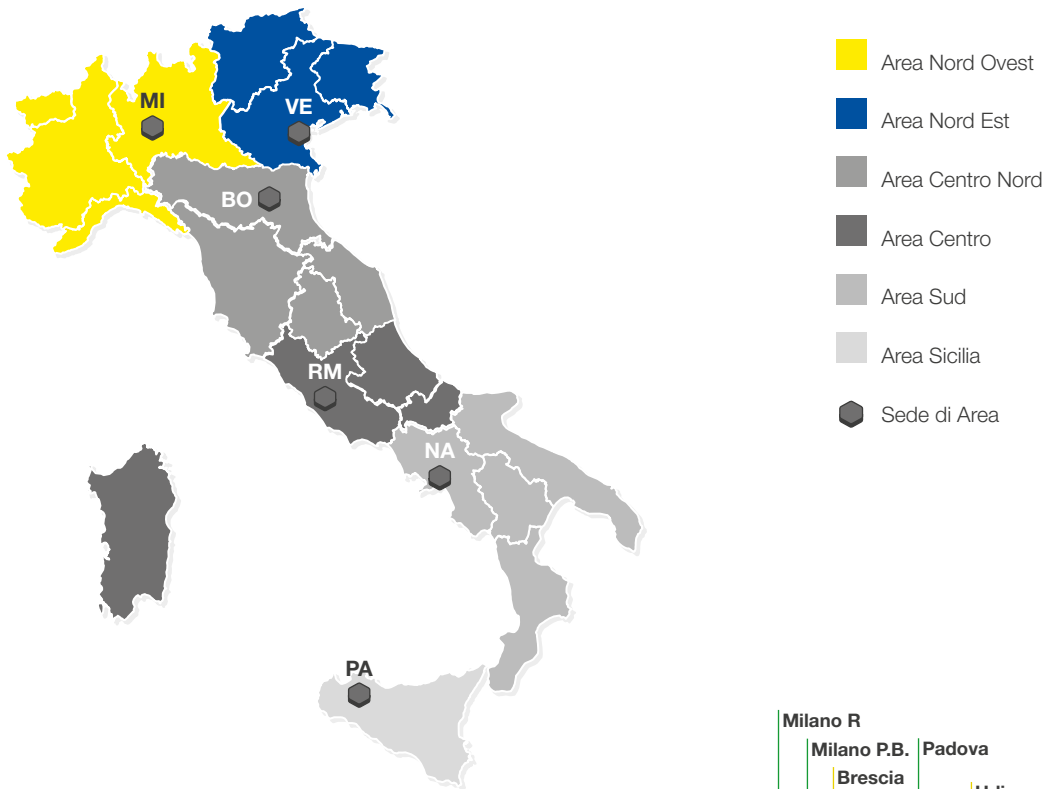 MI
VE
BO
RM
NA
PA
Area Nord Ovest
Area Nord Est
Area Centro Nord
Area Centro
Area Sud
Area Sicilia
Sede di Area
Milano R
Milano P.B.
Padova
Brescia